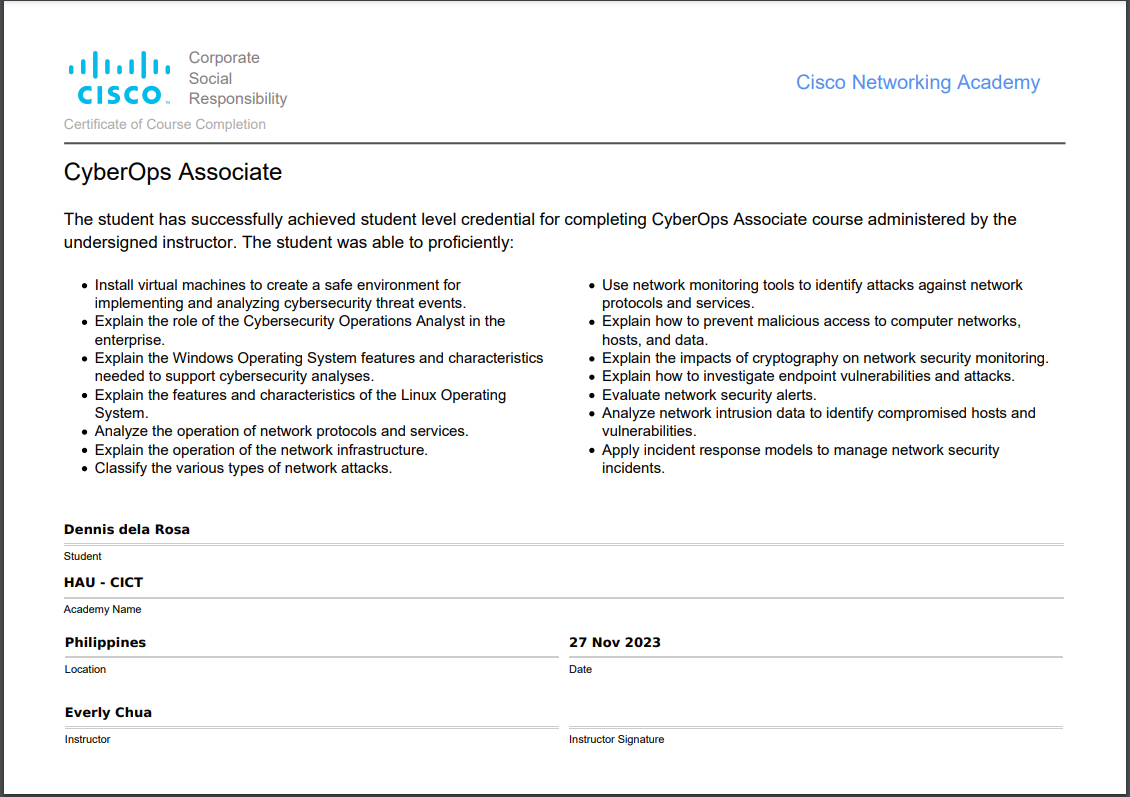 CISCO
Corporate
Social
Responsibility
Cisco Networking Academy
Certificate of Course Completion
CyberOps Associate
The student has successfully achieved student level credential for completing CyberOps Associate course administered by the
undersigned instructor. The student was able to proficiently:
• Install virtual machines to create a safe environment for
implementing and analyzing cybersecurity threat events.
• Explain the role of the Cybersecurity Operations Analyst in the
enterprise.
• Explain the Windows Operating System features and characteristics
needed to support cybersecurity analyses.
• Explain the features and characteristics of the Linux Operating
System.
• Analyze the operation of network protocols and services.
• Explain the operation of the network infrastructure.
• Classify the various types of network attacks.
• Use network monitoring tools to identify attacks against network
protocols and services.
• Explain how to prevent malicious access to computer networks,
hosts, and data.
• Explain the impacts of cryptography on network security monitoring.
• Explain how to investigate endpoint vulnerabilities and attacks.
• Evaluate network security alerts.
• Analyze network intrusion data to identify compromised hosts and
vulnerabilities.
• Apply incident response models to manage network security
incidents.
Dennis dela Rosa
Student
HAU - CICT
Academy Name
Philippines
Location
27 Nov 2023
Date
Everly Chua
Instructor
Instructor Signature